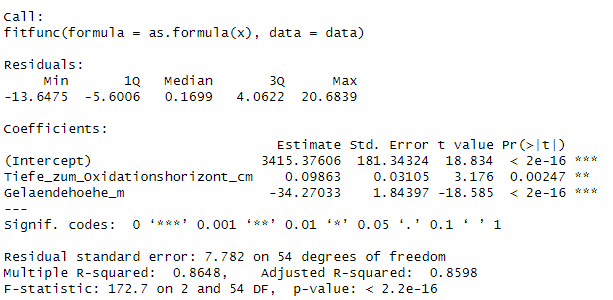 Call:
fitfunc(formula = as.formula(x), data = data)
Residuals:
Min 1Q Median 3Q Max
-13.6475 -5.6006 0.1699 4.0622 20.6839
Coefficients:
Estimate Std. Error t value Pr(>|t|)
(Intercept) 3415.37606 181.34324 18.834 < 2e-16 ***
Tiefe_zum_Oxidationshorizont_cm 0.09863 0.03105 3.176 0.00247 **
Gelaendehoehe_m -34.27033 1.84397 -18.585 < 2e-16 ***
---
Signif. codes: 0 ‘***’ 0.001 ‘**’ 0.01 ‘*’ 0.05 ‘.’ 0.1 ‘ ’ 1
Residual standard error: 7.782 on 54 degrees of freedom
Multiple R-squared: 0.8648, Adjusted R-squared: 0.8598
F-statistic: 172.7 on 2 and 54 DF, p-value: < 2.2e-16